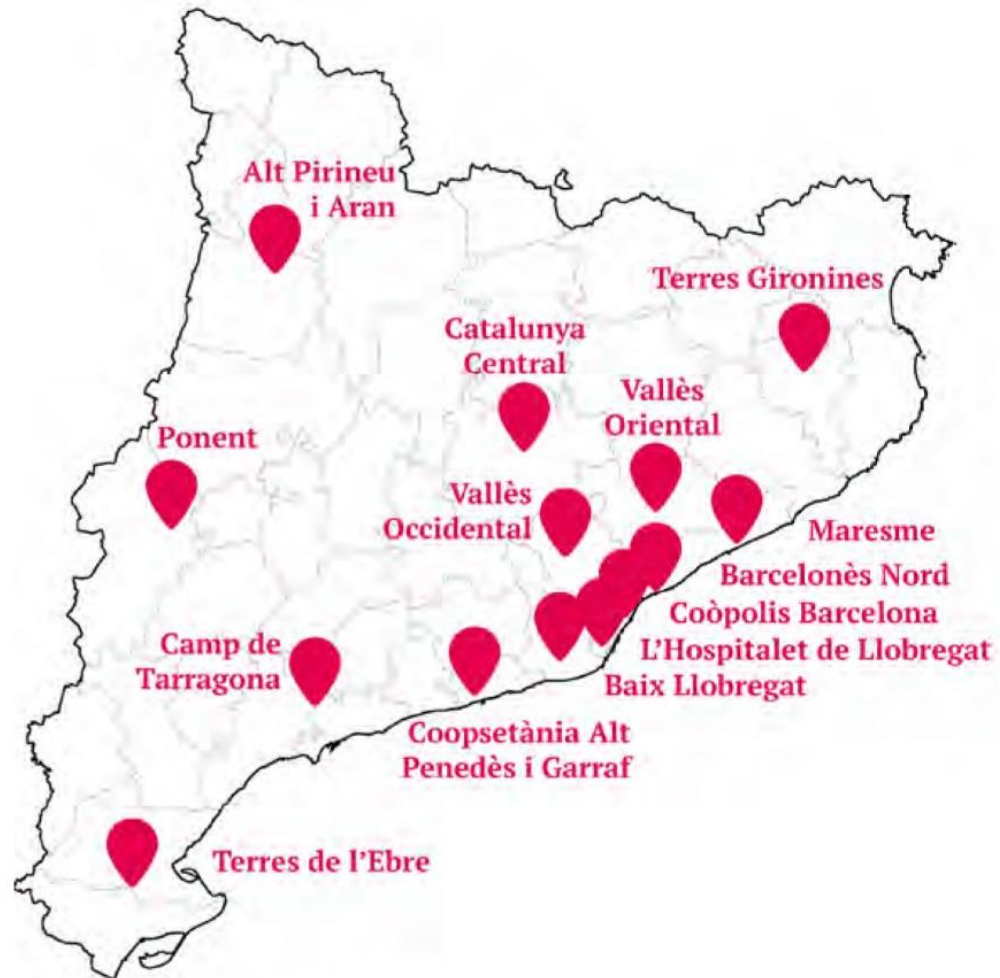 Alt Pirineu
i Aran
Terres Gironines
Catalunya
Central
Vallès
Oriental
Ponent
Vallès
Occidental
Maresme
Barcelonès Nord
Coòpolis Barcelona
L'Hospitalet de Llobregat
Baix Llobregat
Camp de
Tarragona
Coopsetània Alt
Penedès i Garraf
Terres de l'Ebre